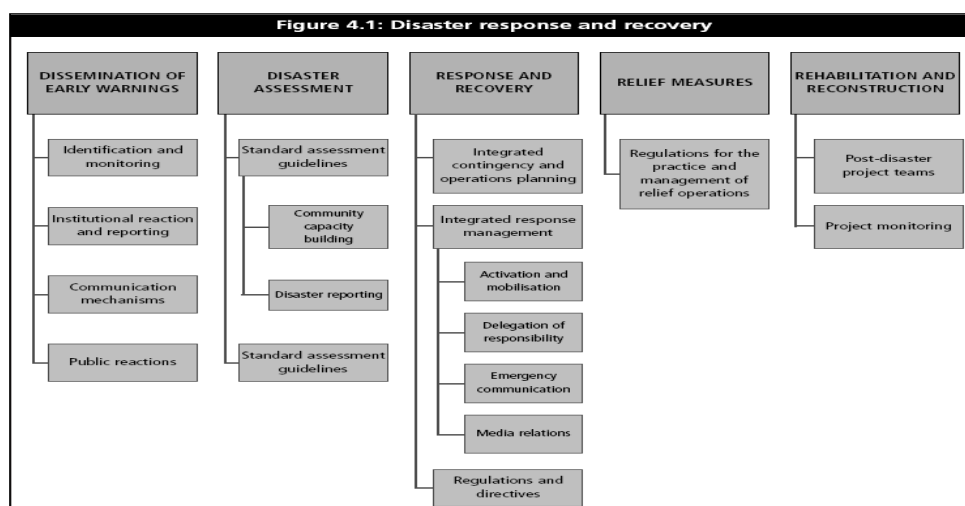 Figure 4.1: Disaster response and recovery
DISSEMINATION OF
EARLY WARNINGS
Identification and
monitoring
Institutional reaction
and reporting
Communication
mechanisms
Public reactions
DISASTER
ASSESSMENT
Standard assessment
guidelines
Community
capacity
building
Disaster reporting
Standard assessment
guidelines
RESPONSE AND
RECOVERY
Integrated
contingency and
operations planning
Integrated response
management
Activation and
mobilisation
Delegation of
responsibility
Emergency
communication
Media relations
Regulations and
directives
RELIEF MEASURES
Regulations for the
practice and
management of
relief operations
REHABILITATION AND
RECONSTRUCTION
Post-disaster
project teams
Project monitoring